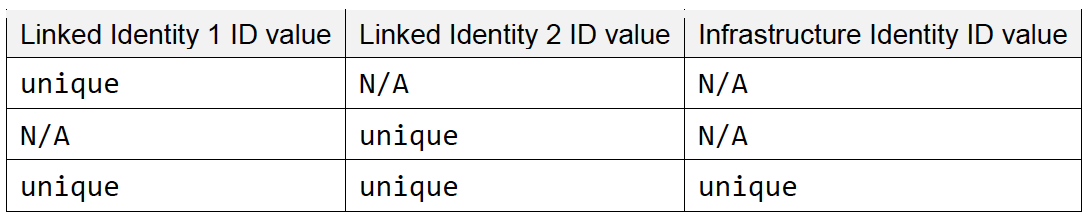 Linked Identity 1 ID value Linked Identity 2 ID value Infrastructure Identity ID value
unique N/A N/A
N/A unique N/A
unique unique unique